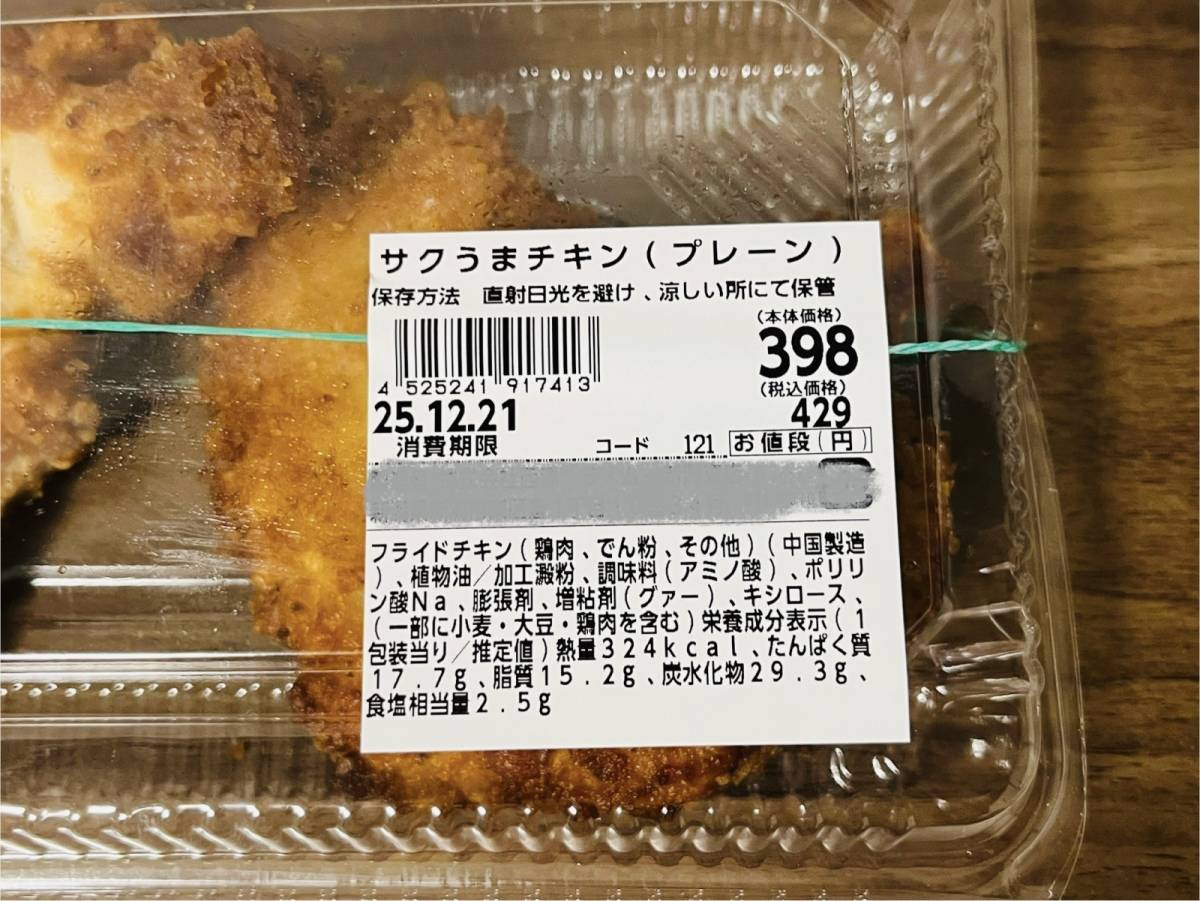 サクうまチキン(プレーン)
保存方法 直射日光を避け、涼しい所にて保管
(本体価格)
398
4 525241 917413
(税込価格)
25.12.21
429
消費期限 コード 121 お値段(円)
フライドチキン(鶏肉、でん粉、その他)(中国製造
)、植物油/加工澱粉、調味料(アミノ酸)、ポリリ
ン酸Na、膨張剤、増粘剤(グァー)、キシロース、
(一部に小麦・大豆・鶏肉を含む)栄養成分表示(1
包装当り/推定値)熱量324kcal、たんぱく質
17.7g、脂質15.2g、炭水化物29.3g、
食塩相当量2.5g